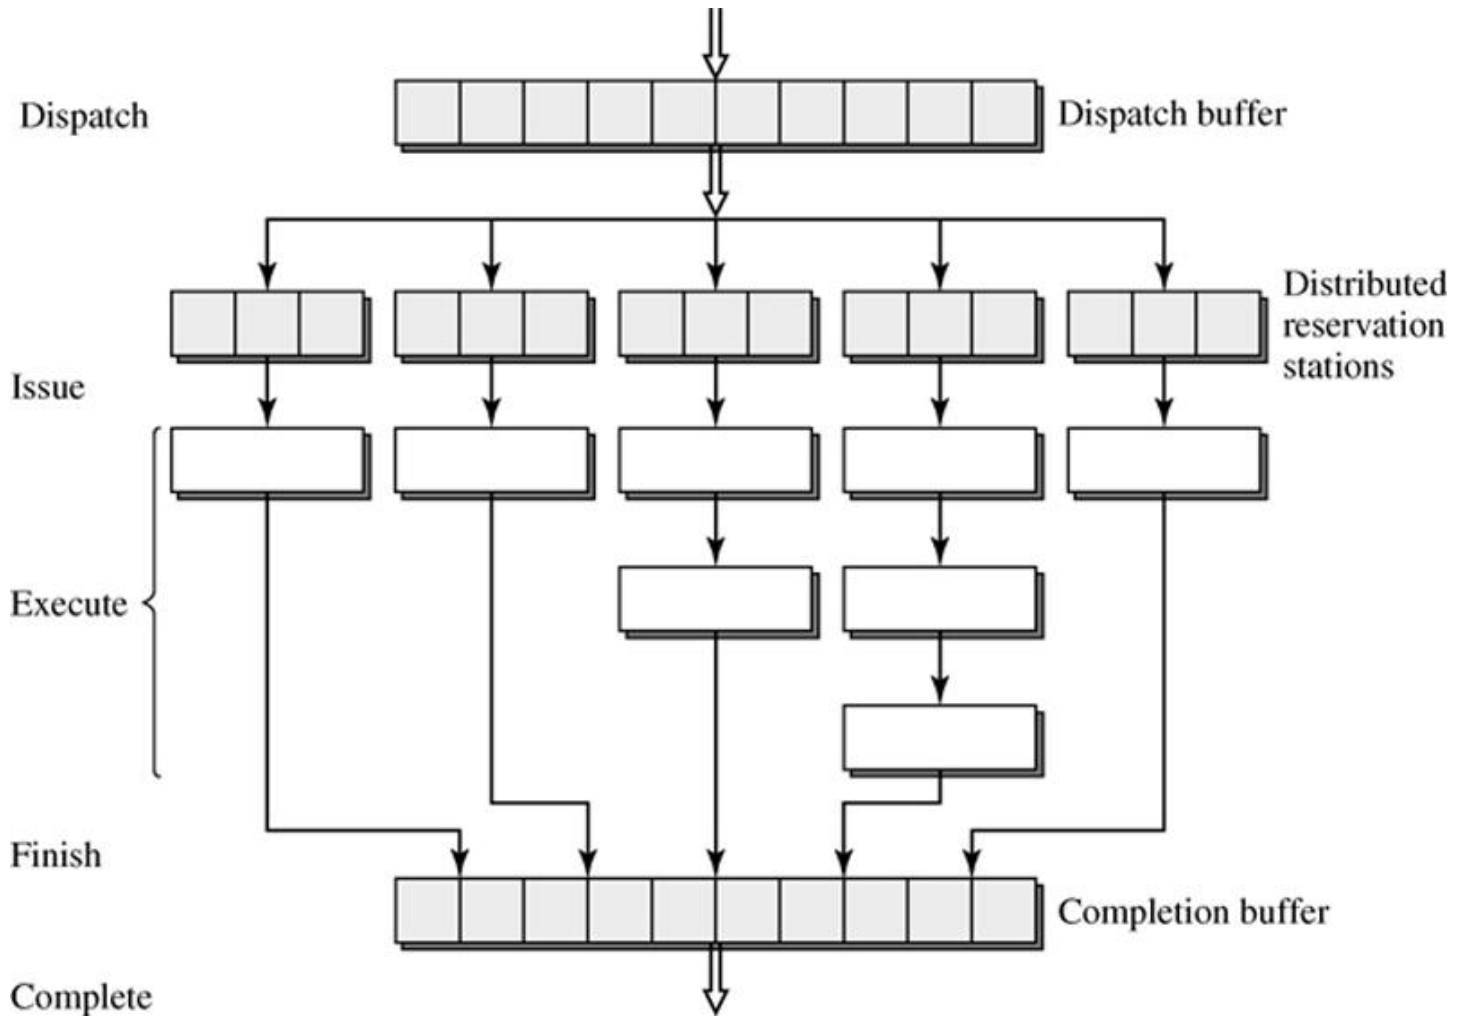 Dispatch
Dispatch buffer
Distributed
reservation
stations
Issue
Execute
Finish
Completion buffer
Complete